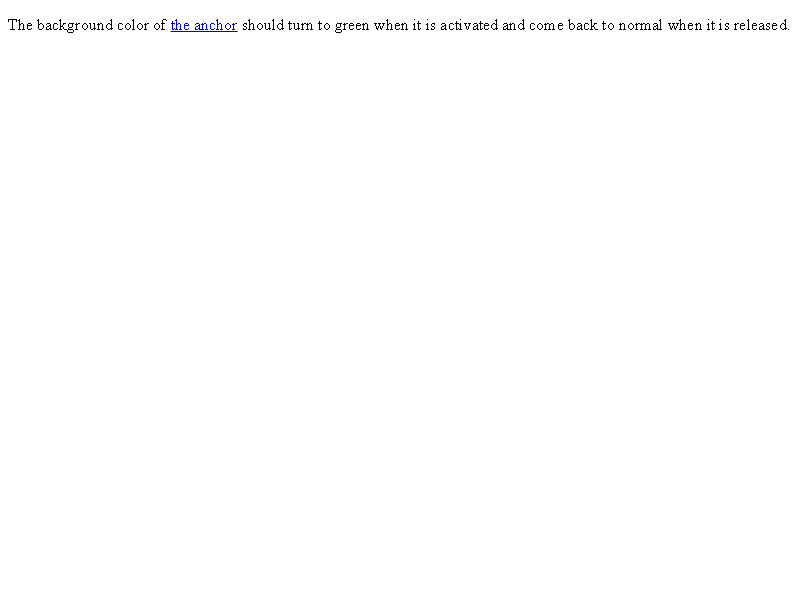 The background color of the anchor should turn to green when it is activated and come back to normal when it is released.